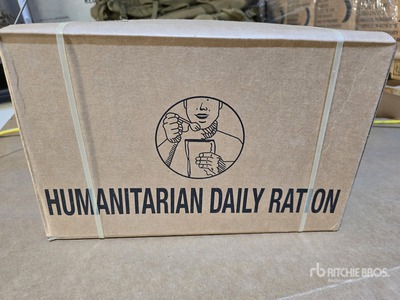 HUMANITARIAN DAILY RATION
rb RITCHIE BROS.